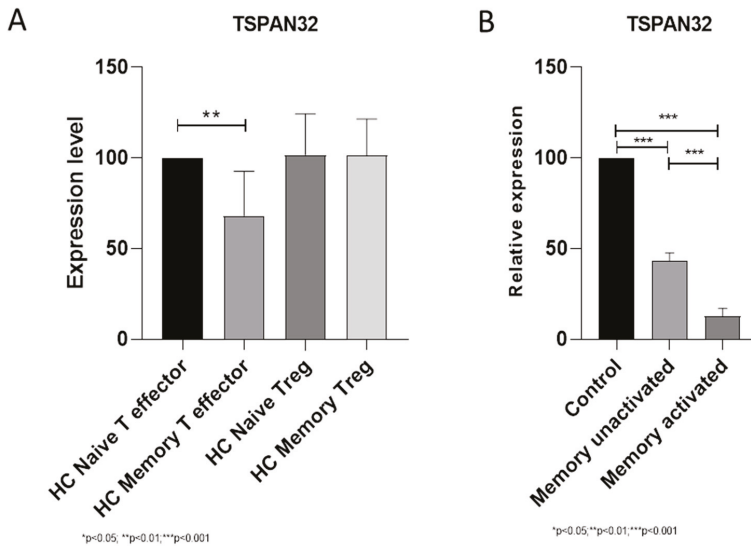 A
TSPAN32
Expression level
150
100
50
0
**
HC Naive T effector
HC Memory T effector
HC Naive Treg
HC Memory Treg
*p<0.05; **p<0.01;***p<0.001
B
TSPAN32
Relative expression
150
100
50
0
***
***
***
Control
Memory unactivated
Memory activated
*p<0.05;**p<0.01;***p<0.001